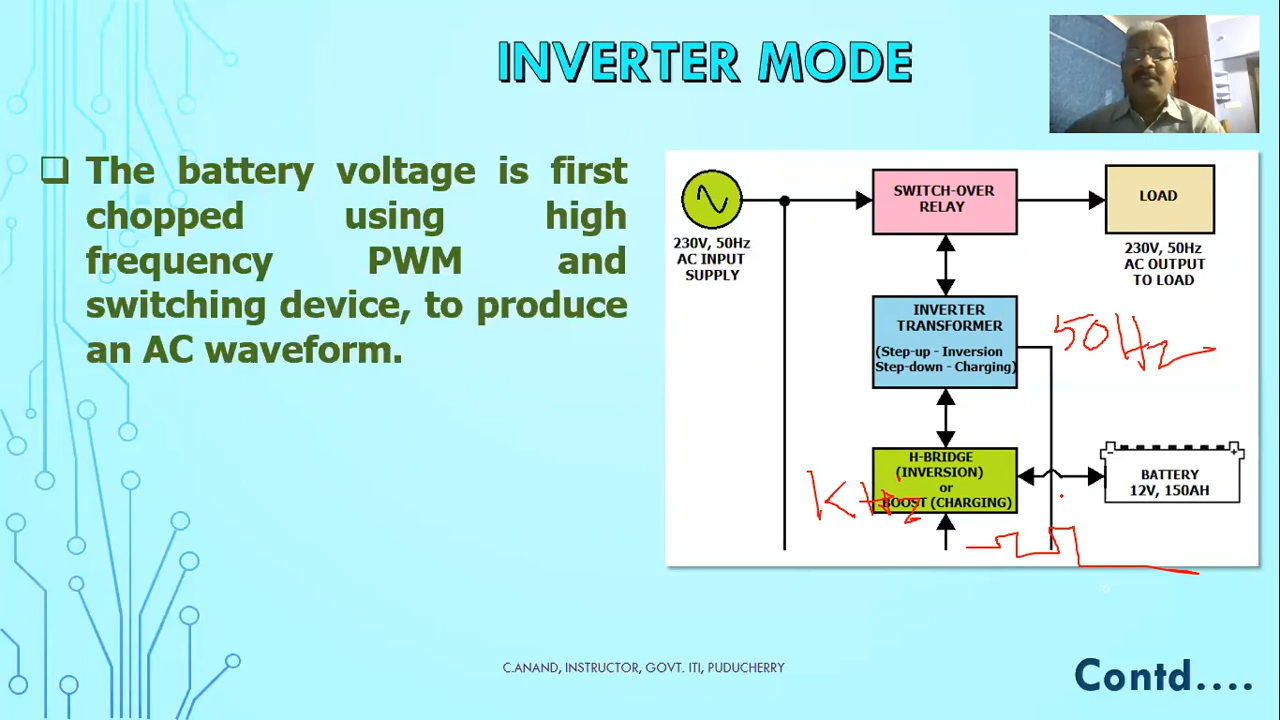 INVERTER MODE
The battery voltage is first
chopped using high
frequency PWM and
switching device, to produce
an AC waveform.
230V, 50Hz
AC INPUT
SUPPLY
SWITCH-OVER
RELAY
LOAD
230V, 50Hz
AC OUTPUT
TO LOAD
INVERTER
TRANSFORMER
(Step-up - Inversion
Step-down - Charging)
50Hz
H-BRIDGE
(INVERSION)
or
BOOST (CHARGING)
KHz
- +
BATTERY
12V, 150AH
C.ANAND, INSTRUCTOR, GOVT. ITI, PUDUCHERRY
Contd....